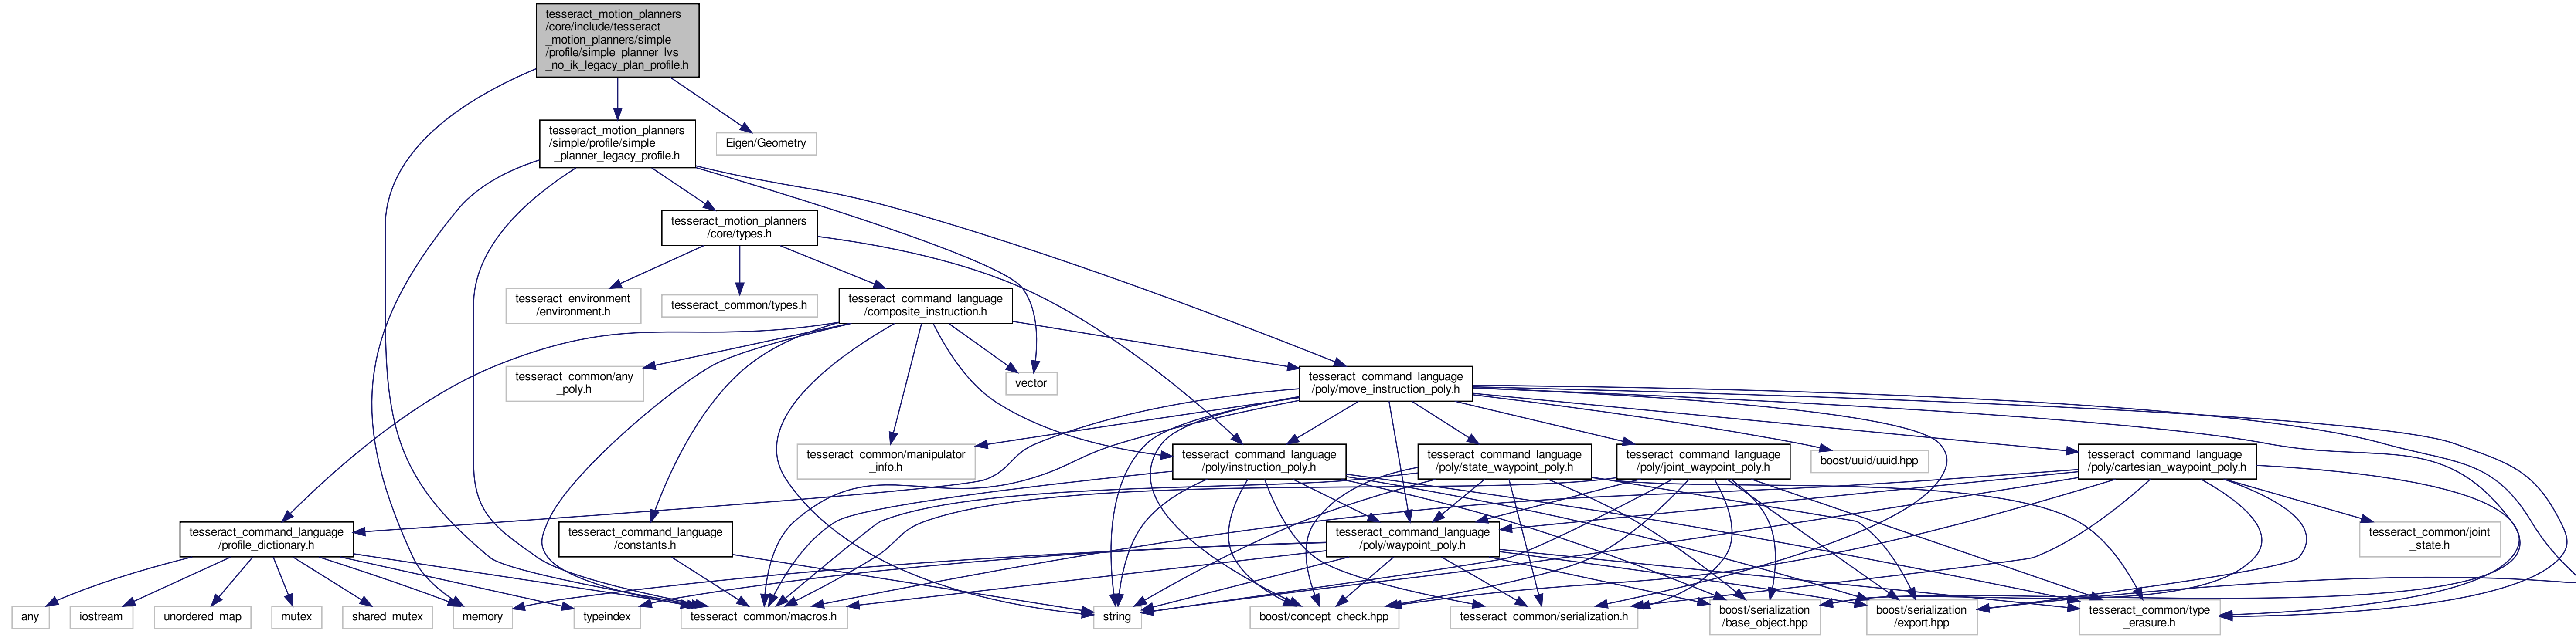 tesseract_motion_planners
/core/include/tesseract
_motion_planners/simple
/profile/simple_planner_lvs
_no_ik_legacy_plan_profile.h
tesseract_motion_planners
/simple/profile/simple
_planner_legacy_profile.h
Eigen/Geometry
tesseract_motion_planners
/core/types.h
tesseract_environment
/environment.h
tesseract_common/types.h
tesseract_command_language
/composite_instruction.h
tesseract_common/any
_poly.h
vector
tesseract_command_language
/poly/move_instruction_poly.h
tesseract_common/manipulator
_info.h
tesseract_command_language
/poly/instruction_poly.h
tesseract_command_language
/poly/state_waypoint_poly.h
tesseract_command_language
/poly/joint_waypoint_poly.h
boost/uuid/uuid.hpp
tesseract_command_language
/poly/cartesian_waypoint_poly.h
tesseract_command_language
/profile_dictionary.h
tesseract_command_language
/constants.h
tesseract_command_language
/poly/waypoint_poly.h
tesseract_common/joint
_state.h
any
iostream
unordered_map
mutex
shared_mutex
memory
typeindex
tesseract_common/macros.h
string
boost/concept_check.hpp
tesseract_common/serialization.h
boost/serialization
/base_object.hpp
boost/serialization
/export.hpp
tesseract_common/type
_erasure.h